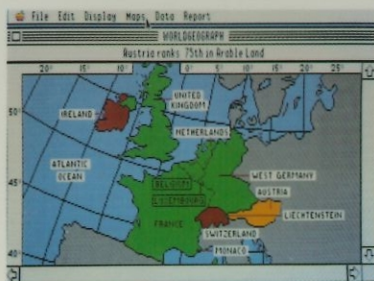 File Edit Display Maps Data Report
WORLDGEOGRAPH
Austria ranks 75th in Arable Land
20° 15° 10° 5° 0° 5° 10° 15° 20°
50°
45°
40°
IRELAND
UNITED
KINGDOM
NETHERLANDS
ATLANTIC
OCEAN
WEST GERMANY
BELGIUM
AUSTRIA
LUXEMBOURG
LIECHTENSTEIN
FRANCE
SWITZERLAND
MONACO